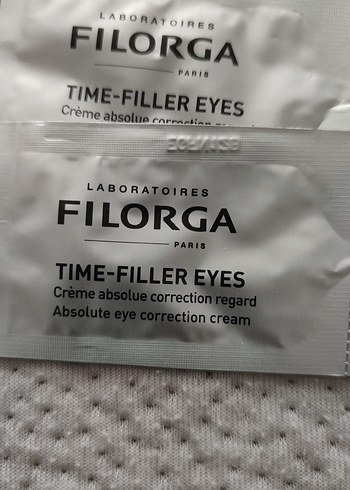 LABORATOIRES
FILORGA
PARIS
TIME-FILLER EYES
Crème absolue correction
LABORATOIRES
FILORGA
PARIS
TIME-FILLER EYES
Crème absolue correction regard
Absolute eye correction cream